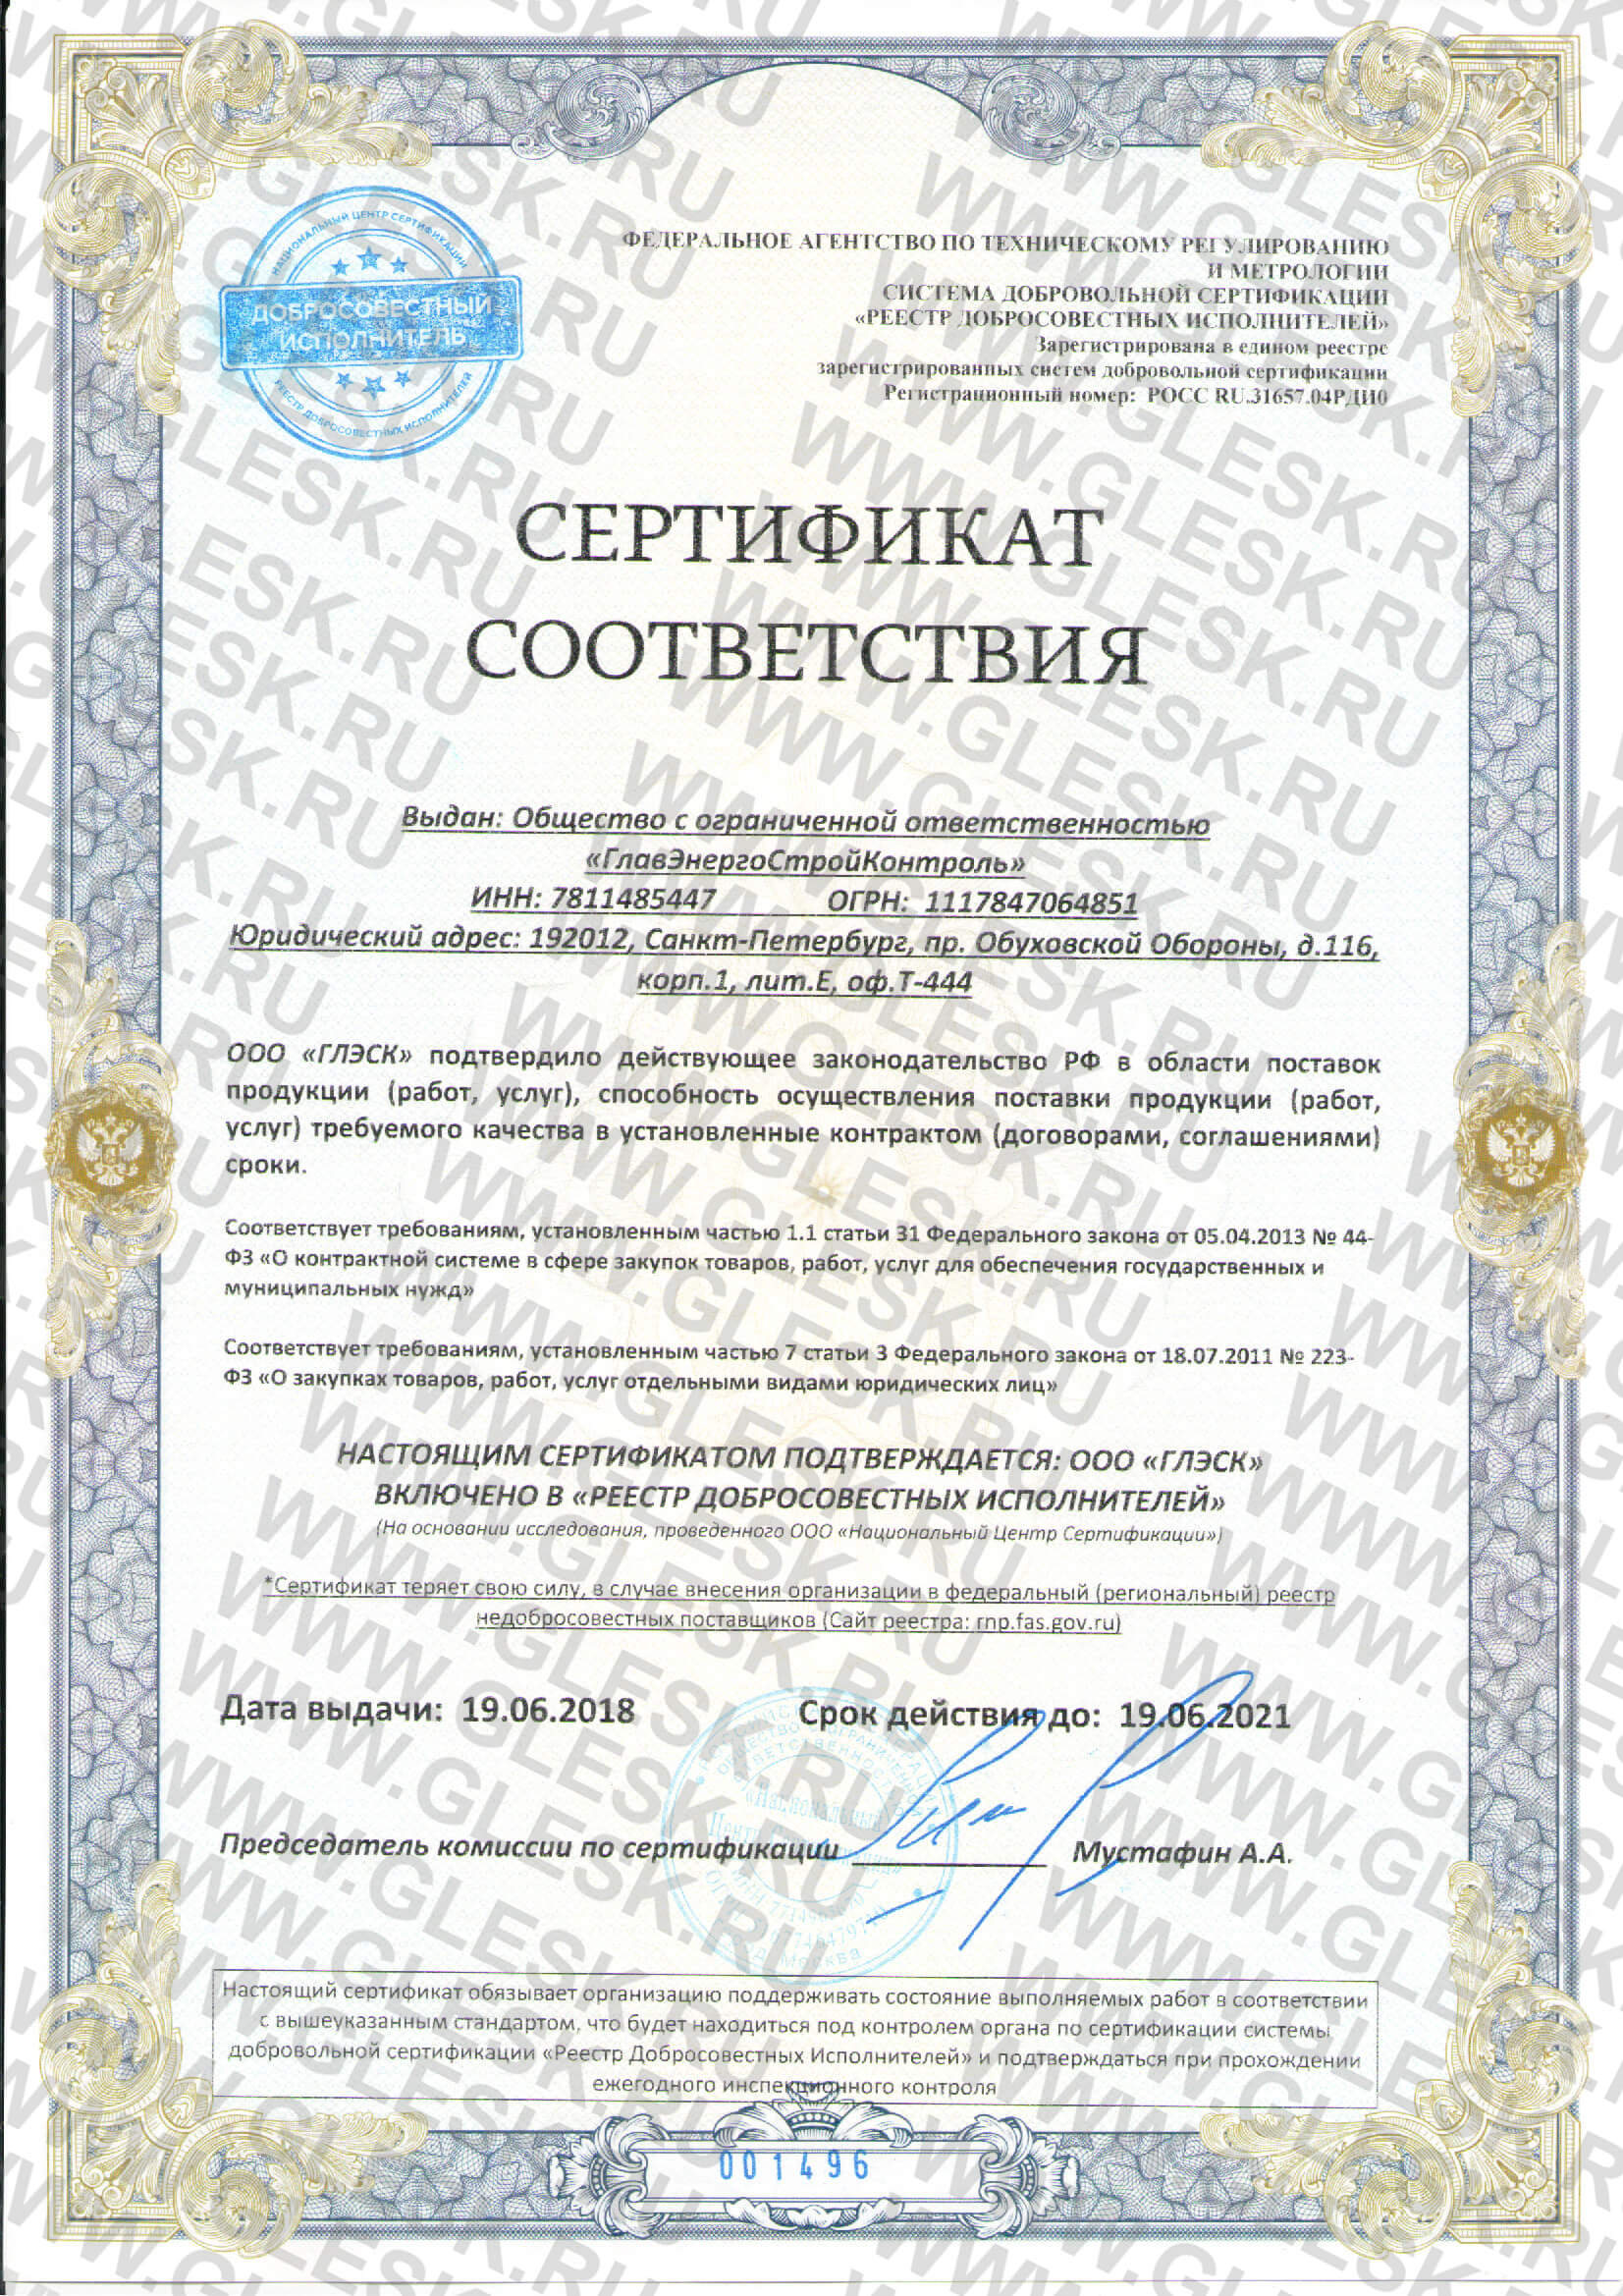 НАЦИОНАЛЬНЫЙ ЦЕНТР СЕРТИФИКАЦИИ
ДОБРОСОВЕСТНЫЙ
ИСПОЛНИТЕЛЬ
РЕЕСТР ДОБРОСОВЕСТНЫХ ИСПОЛНИТЕЛЕЙ
ФЕДЕРАЛЬНОЕ АГЕНТСТВО ПО ТЕХНИЧЕСКОМУ РЕГУЛИРОВАНИЮ
И МЕТРОЛОГИИ
СИСТЕМА ДОБРОВОЛЬНОЙ СЕРТИФИКАЦИИ
«РЕЕСТР ДОБРОСОВЕСТНЫХ ИСПОЛНИТЕЛЕЙ»
Зарегистрирована в едином реестре
зарегистрированных систем добровольной сертификации
Регистрационный номер: РОСС RU.31657.04РДИ0
СЕРТИФИКАТ
СООТВЕТСТВИЯ
Выдан: Общество с ограниченной ответственностью
«ГлавЭнергоСтройКонтроль»
ИНН: 7811485447 ОГРН: 1117847064851
Юридический адрес: 192012, Санкт-Петербург, пр. Обуховской Обороны, д.116,
корп.1, лит.Е, оф.Т-444
ООО «ГЛЭСК» подтвердило действующее законодательство РФ в области поставок
продукции (работ, услуг), способность осуществления поставки продукции (работ,
услуг) требуемого качества в установленные контрактом (договорами, соглашениями)
сроки.
Соответствует требованиям, установленным частью 1.1 статьи 31 Федерального закона от 05.04.2013 № 44-
ФЗ «О контрактной системе в сфере закупок товаров, работ, услуг для обеспечения государственных и
муниципальных нужд»
Соответствует требованиям, установленным частью 7 статьи 3 Федерального закона от 18.07.2011 № 223-
ФЗ «О закупках товаров, работ, услуг отдельными видами юридических лиц»
НАСТОЯЩИМ СЕРТИФИКАТОМ ПОДТВЕРЖДАЕТСЯ: ООО «ГЛЭСК»
ВКЛЮЧЕНО В «РЕЕСТР ДОБРОСОВЕСТНЫХ ИСПОЛНИТЕЛЕЙ»
(На основании исследования, проведенного ООО «Национальный Центр Сертификации»)
*Сертификат теряет свою силу, в случае внесения организации в федеральный (региональный) реестр
недобросовестных поставщиков (Сайт реестра: rnp.fas.gov.ru)
Дата выдачи: 19.06.2018 Срок действия до: 19.06.2021
Председатель комиссии по сертификации Мустафин А.А.
«Национальный
Москва
Настоящий сертификат обязывает организацию поддерживать состояние выполняемых работ в соответствии
с вышеуказанным стандартом, что будет находиться под контролем органа по сертификации системы
добровольной сертификации «Реестр Добросовестных Исполнителей» и подтверждаться при прохождении
ежегодного инспекционного контроля
001496
WWW.GLESK.RU